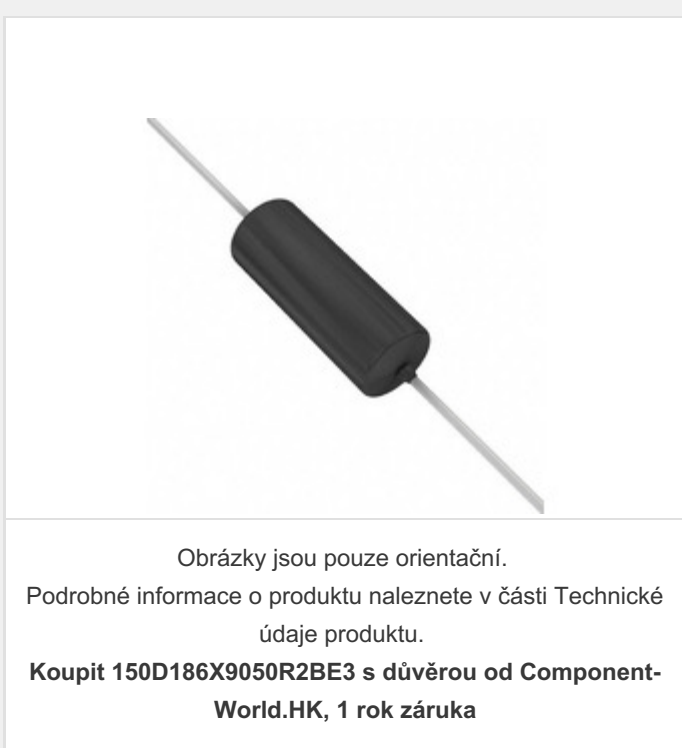 Obrázky jsou pouze orientační.
Podrobné informace o produktu naleznete v části Technické
údaje produktu.
Koupit 150D186X9050R2BE3 s důvěrou od Component-
World.HK, 1 rok záruka